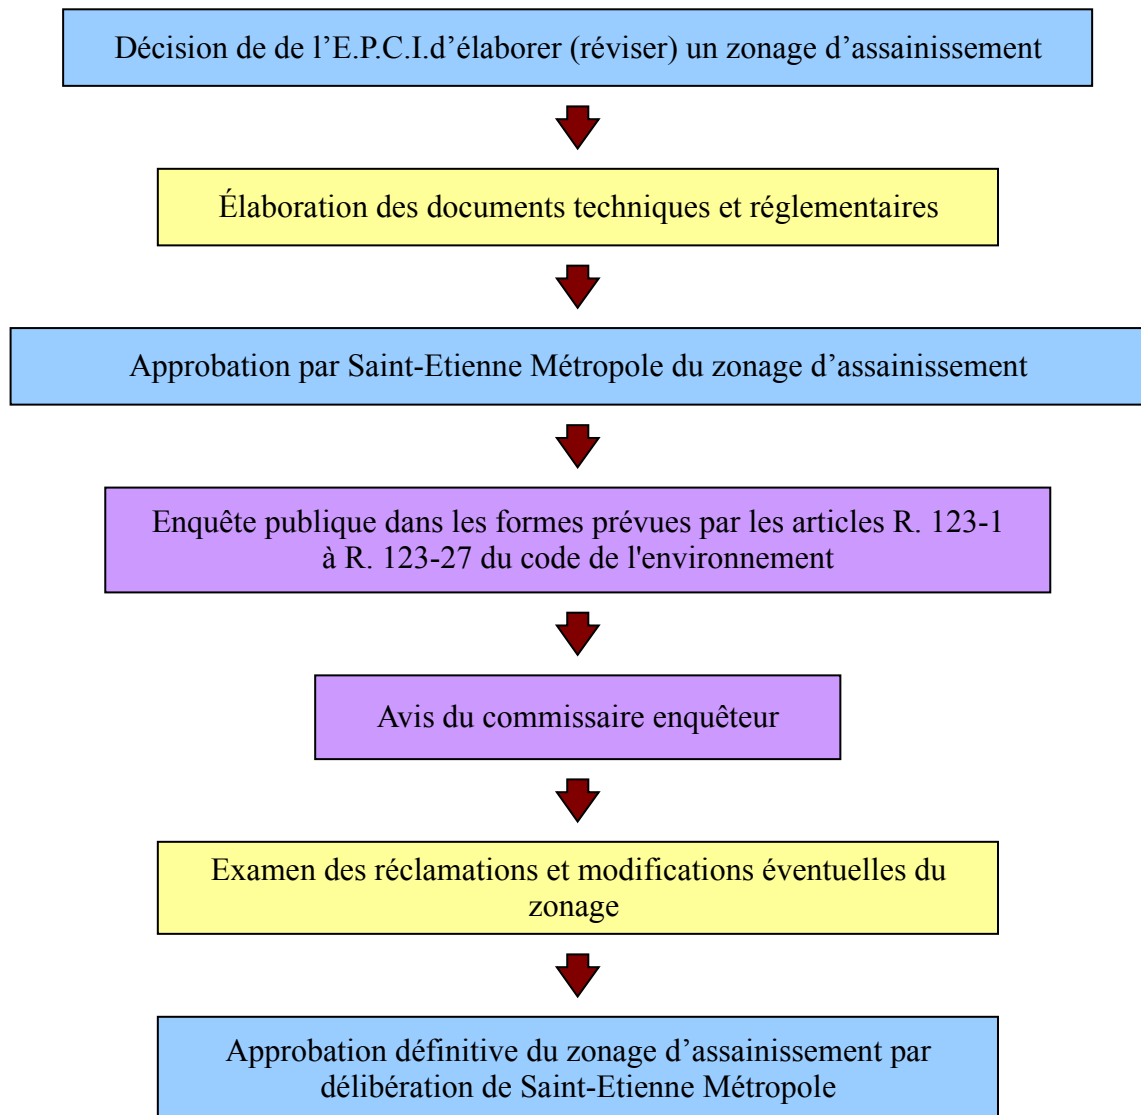 Décision de de l’E.P.C.I.d’élaborer (réviser) un zonage d’assainissement
Élaboration des documents techniques et réglementaires
Approbation par Saint-Etienne Métropole du zonage d’assainissement
Enquête publique dans les formes prévues par les articles R. 123-1
à R. 123-27 du code de l'environnement
Avis du commissaire enquêteur
Examen des réclamations et modifications éventuelles du
zonage
Approbation définitive du zonage d’assainissement par
délibération de Saint-Etienne Métropole